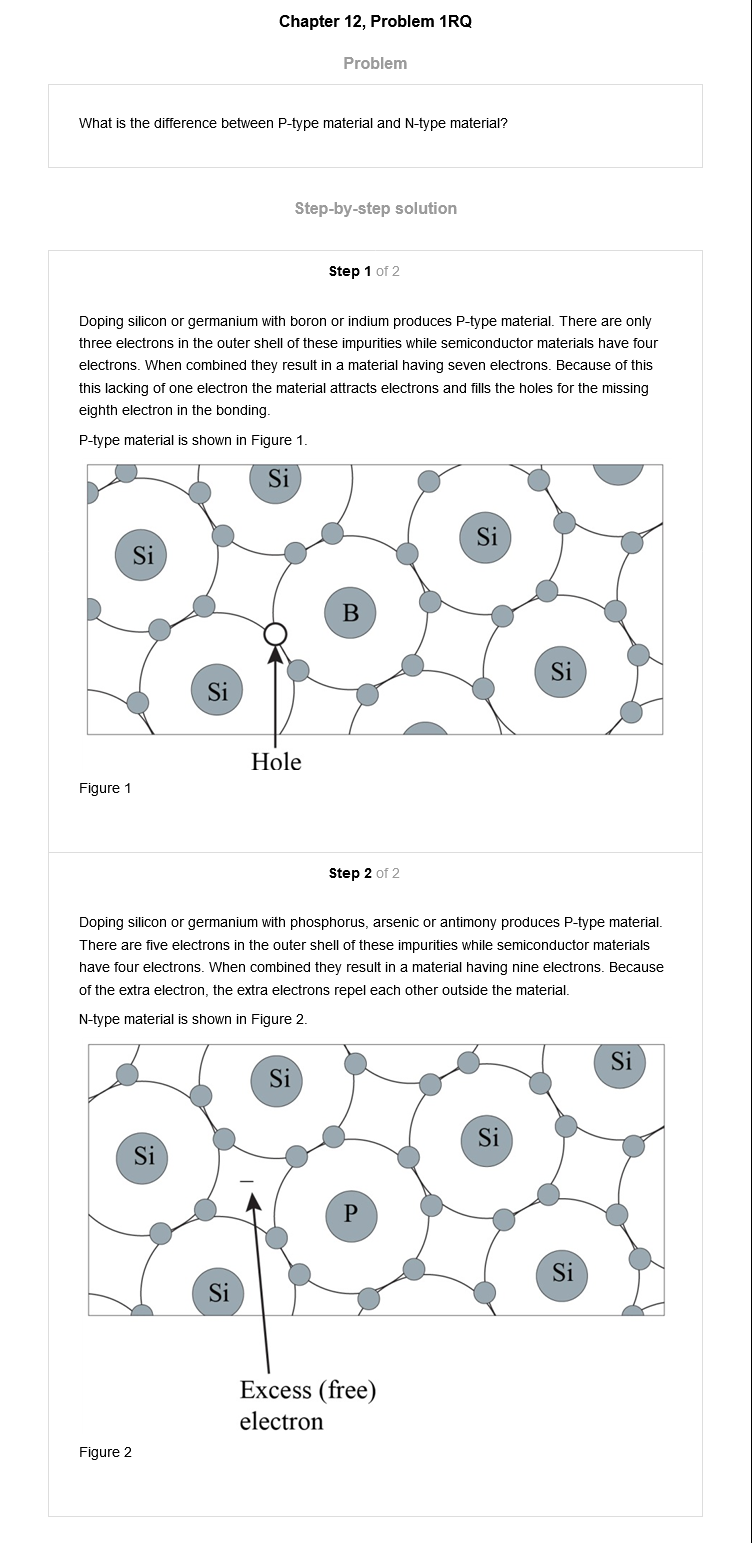 Chapter 12, Problem 1RQ
Problem
What is the difference between P-type material and N-type material?
Step-by-step solution
Step 1 of 2
Doping silicon or germanium with boron or indium produces P-type material. There are only
three electrons in the outer shell of these impurities while semiconductor materials have four
electrons. When combined they result in a material having seven electrons. Because of this
this lacking of one electron the material attracts electrons and fills the holes for the missing
eighth electron in the bonding.
P-type material is shown in Figure 1.
Si
Si
Si
B
Si
Si
Hole
Figure 1
Step 2 of 2
Doping silicon or germanium with phosphorus, arsenic or antimony produces P-type material.
There are five electrons in the outer shell of these impurities while semiconductor materials
have four electrons. When combined they result in a material having nine electrons. Because
of the extra electron, the extra electrons repel each other outside the material.
N-type material is shown in Figure 2.
Si
Si
Si
Si
–
P
Si
Si
Excess (free)
electron
Figure 2